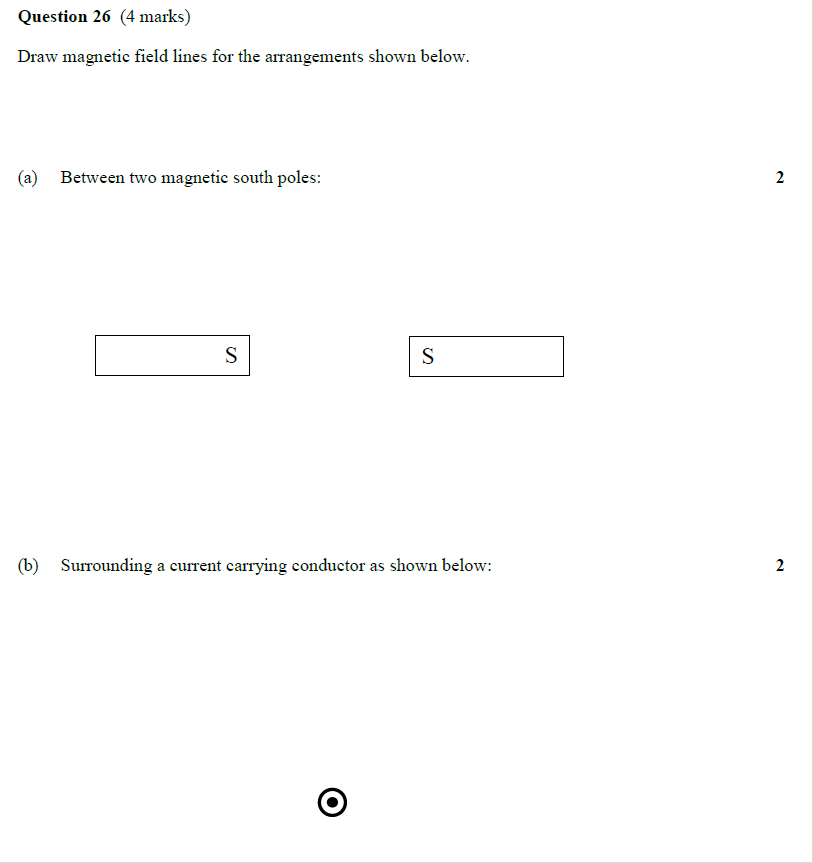 Question 26 (4 marks)
Draw magnetic field lines for the arrangements shown below.
(a) Between two magnetic south poles: 2
S S
(b) Surrounding a current carrying conductor as shown below: 2